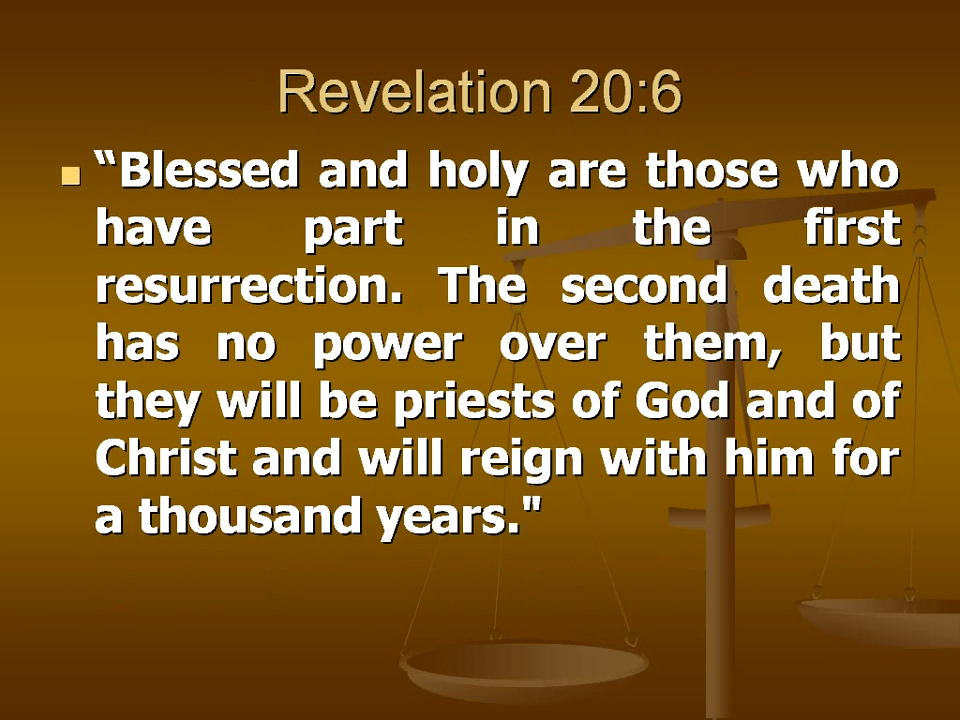 Revelation 20:6
“Blessed and holy are those who
have part in the first
resurrection. The second death
has no power over them, but
they will be priests of God and of
Christ and will reign with him for
a thousand years."